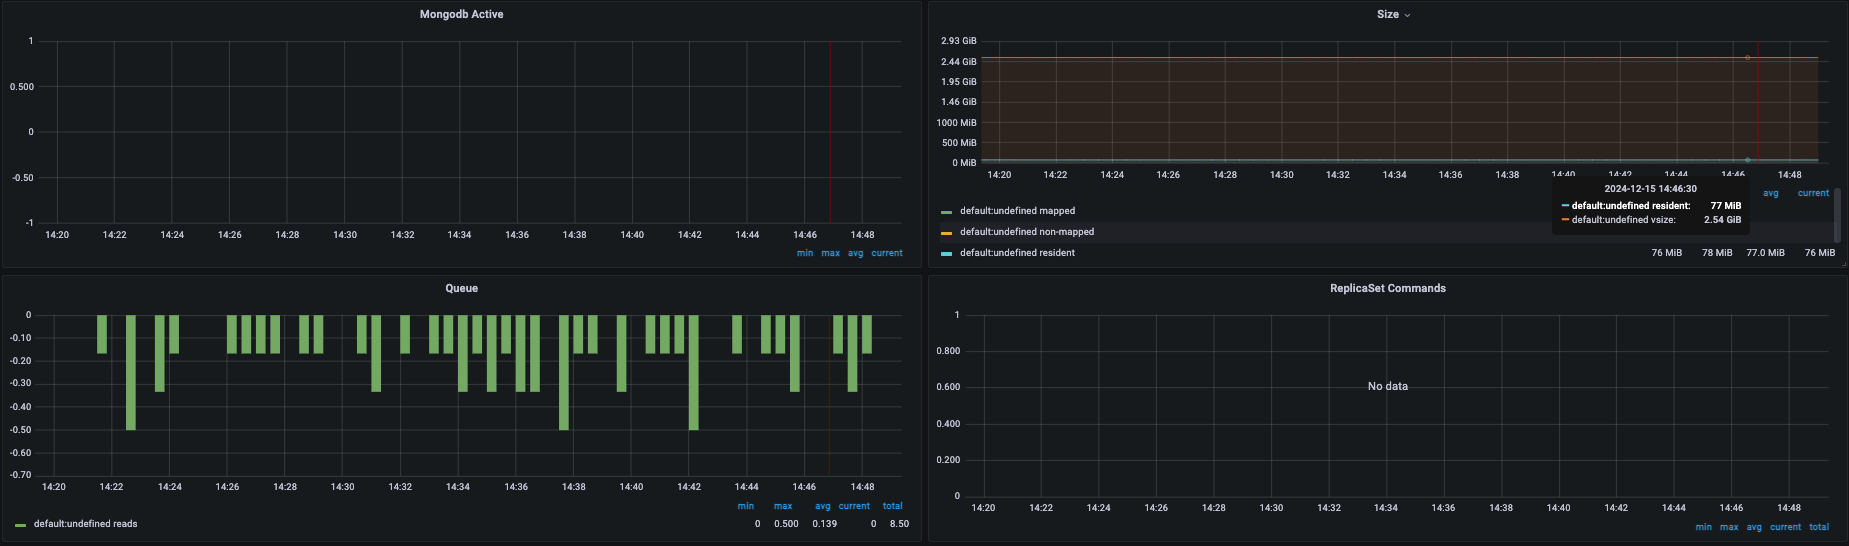 Mongodb Active
1
0.500
0
-0.50
-1
14:20 14:22 14:24 14:26 14:28 14:30 14:32 14:34 14:36 14:38 14:40 14:42 14:44 14:46 14:48
min max avg current
Size
2.93 GiB
2.44 GiB
1.95 GiB
1.46 GiB
1000 MiB
500 MiB
0 MiB
14:20 14:22 14:24 14:26 14:28 14:30 14:32 14:34 14:36 14:38 14:40 14:42 14:44 14:46 14:48
2024-12-15 14:46:30
default:undefined resident: 77 MiB
default:undefined vsize: 2.54 GiB
avg current
default:undefined mapped
default:undefined non-mapped
default:undefined resident 76 MiB 78 MiB 77.0 MiB 76 MiB
Queue
0
-0.10
-0.20
-0.30
-0.40
-0.50
-0.60
-0.70
14:20 14:22 14:24 14:26 14:28 14:30 14:32 14:34 14:36 14:38 14:40 14:42 14:44 14:46 14:48
min max avg current total
default:undefined reads 0 0.500 0.139 0 8.50
ReplicaSet Commands
1
0.800
0.600
0.400
0.200
0
No data
14:20 14:22 14:24 14:26 14:28 14:30 14:32 14:34 14:36 14:38 14:40 14:42 14:44 14:46 14:48
min max avg current total